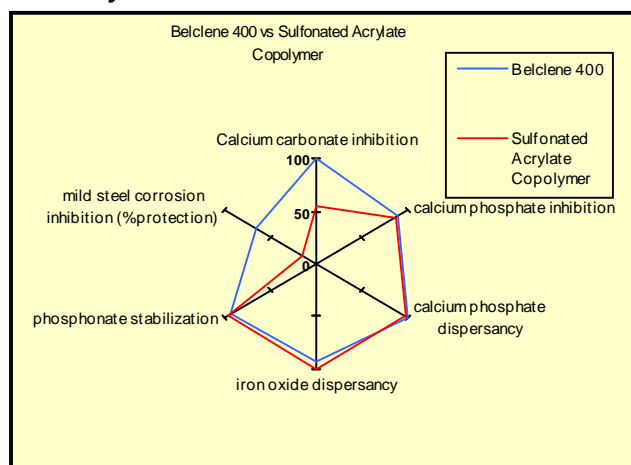 Belclene 400 vs Sulfonated Acrylate
Copolymer
Belclene 400
Sulfonated
Acrylate
Copolymer
Calcium carbonate inhibition
100
mild steel corrosion
inhibition (%protection)
50
calcium phosphate inhibition
0
calcium phosphate
dispersancy
phosphonate stabilization
iron oxide dispersancy